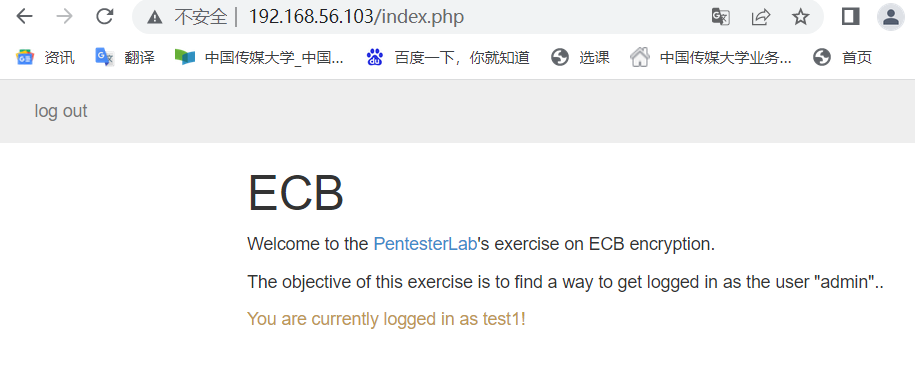 不安全 | 192.168.56.103/index.php
资讯 翻译 中国传媒大学_中国... 百度一下，你就知道 选课 中国传媒大学业务... 首页
log out
ECB
Welcome to the PentesterLab's exercise on ECB encryption.
The objective of this exercise is to find a way to get logged in as the user "admin"..
You are currently logged in as test1!